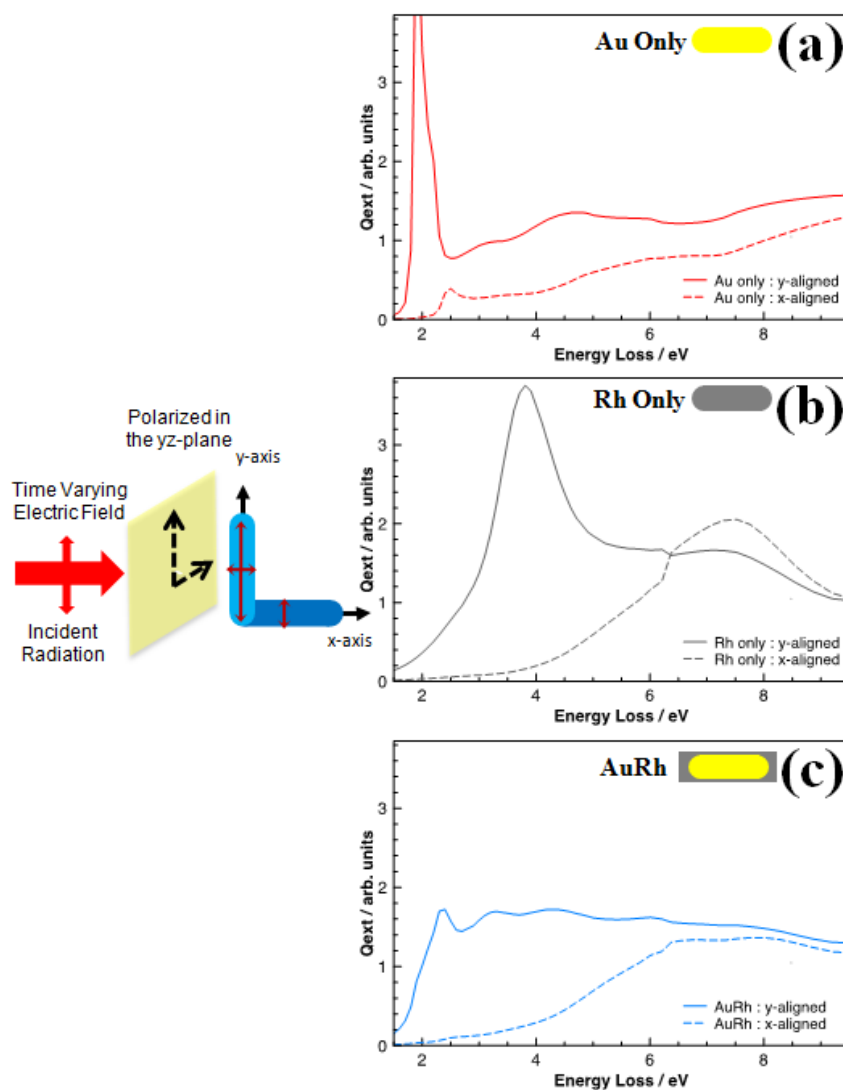 Au Only
(a)
Qext / arb. units
3
2
1
0
Au only : y-aligned
Au only : x-aligned
2
4
6
8
Energy Loss / eV
Polarized in
the yz-plane
y-axis
Time Varying
Electric Field
Incident
Radiation
x-axis
Rh Only
(b)
Qext / arb. units
3
2
1
0
Rh only : y-aligned
Rh only : x-aligned
2
4
6
8
Energy Loss / eV
AuRh
(c)
Qext / arb. units
3
2
1
0
AuRh : y-aligned
AuRh : x-aligned
2
4
6
8
Energy Loss / eV